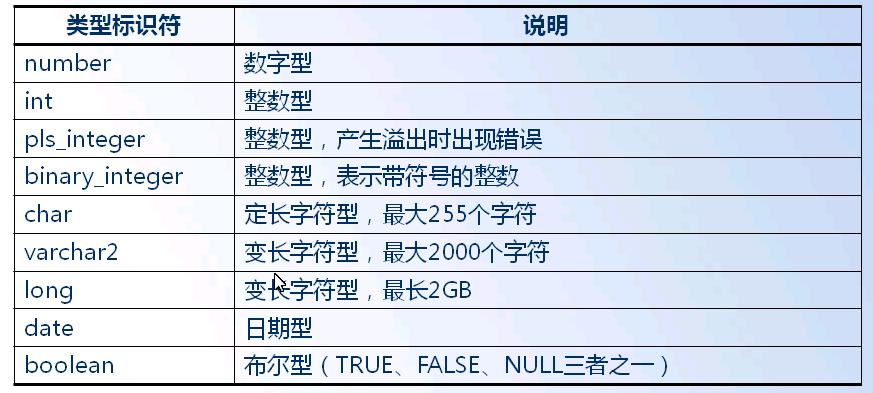 类型标识符 说明
number 数字型
int 整数型
pls_integer 整数型，产生溢出时出现错误
binary_integer 整数型，表示带符号的整数
char 定长字符型，最大255个字符
varchar2 变长字符型，最大2000个字符
long 变长字符型，最长2GB
date 日期型
boolean 布尔型（TRUE、FALSE、NULL三者之一）